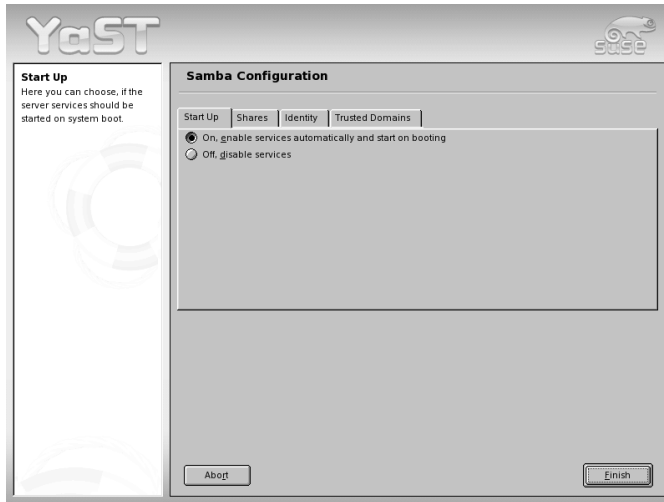 YaST
SUSE
Start Up
Here you can choose, if the
server services should be
started on system boot.
Samba Configuration
Start Up
Shares
Identity
Trusted Domains
On, enable services automatically and start on booting
Off, disable services
Abort
Finish